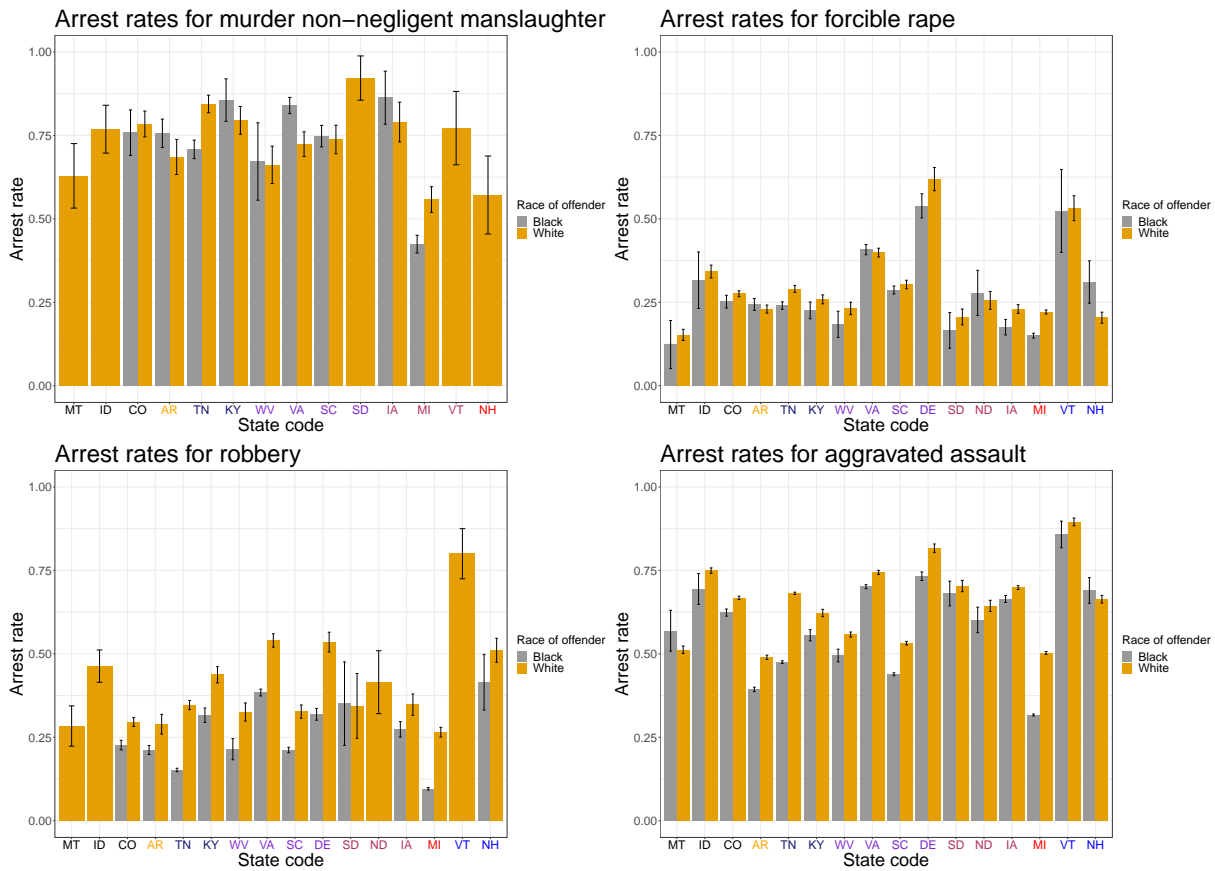 Arrest rates for murder non−negligent manslaughter
1.00
0.75
0.50
0.25
0.00
Arrest rate
MT ID CO AR TN KY WV VA SC SD IA MI VT NH
State code
Race of offender
Black
White
Arrest rates for forcible rape
1.00
0.75
0.50
0.25
0.00
Arrest rate
MT ID CO AR TN KY WV VA SC DE SD ND IA MI VT NH
State code
Race of offender
Black
White
Arrest rates for robbery
1.00
0.75
0.50
0.25
0.00
Arrest rate
MT ID CO AR TN KY WV VA SC DE SD ND IA MI VT NH
State code
Race of offender
Black
White
Arrest rates for aggravated assault
1.00
0.75
0.50
0.25
0.00
Arrest rate
MT ID CO AR TN KY WV VA SC DE SD ND IA MI VT NH
State code
Race of offender
Black
White